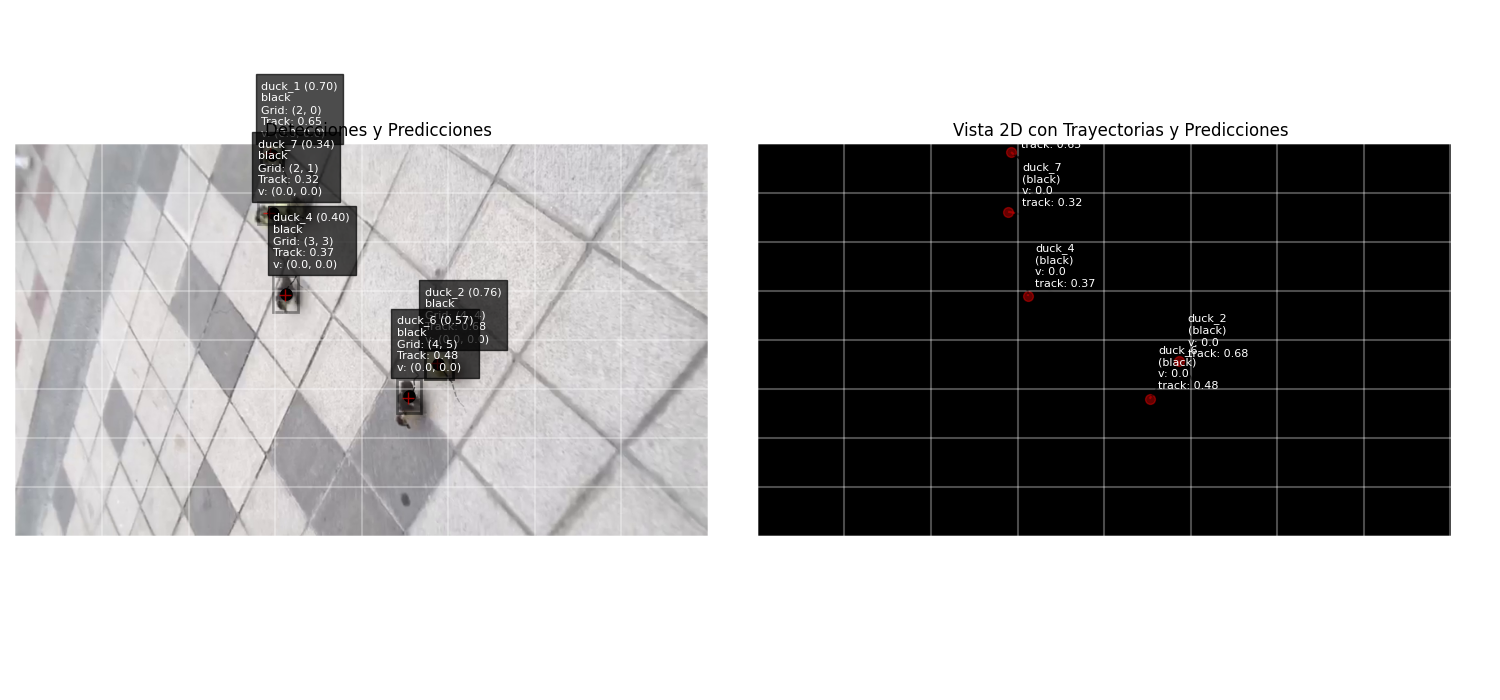 duck_1 (0.70)
black
Grid: (2, 0)
Track: 0.65
Detecciones y Predicciones
duck_7 (0.34)
black
Grid: (2, 1)
Track: 0.32
v: (0.0, 0.0)
duck_4 (0.40)
black
Grid: (3, 3)
Track: 0.37
v: (0.0, 0.0)
duck_2 (0.76)
black
duck_6 (0.57)
black
Grid: (4, 5)
Track: 0.48
v: (0.0, 0.0)
Vista 2D con Trayectorias y Predicciones
track: 0.65
duck_7
(black)
v: 0.0
track: 0.32
duck_4
(black)
v: 0.0
track: 0.37
duck_2
(black)
v: 0.0
track: 0.68
duck_6
(black)
v: 0.0
track: 0.48